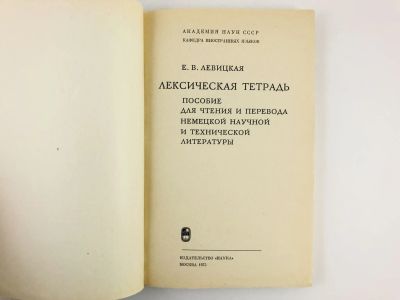 АКАДЕМИЯ НАУК СССР
КАФЕДРА ИНОСТРАННЫХ ЯЗЫКОВ
Е. В. ЛЕВИЦКАЯ
ЛЕКСИЧЕСКАЯ ТЕТРАДЬ
ПОСОБИЕ
ДЛЯ ЧТЕНИЯ И ПЕРЕВОДА
НЕМЕЦКОЙ НАУЧНОЙ
И ТЕХНИЧЕСКОЙ
ЛИТЕРАТУРЫ
ИЗДАТЕЛЬСТВО «НАУКА»
МОСКВА